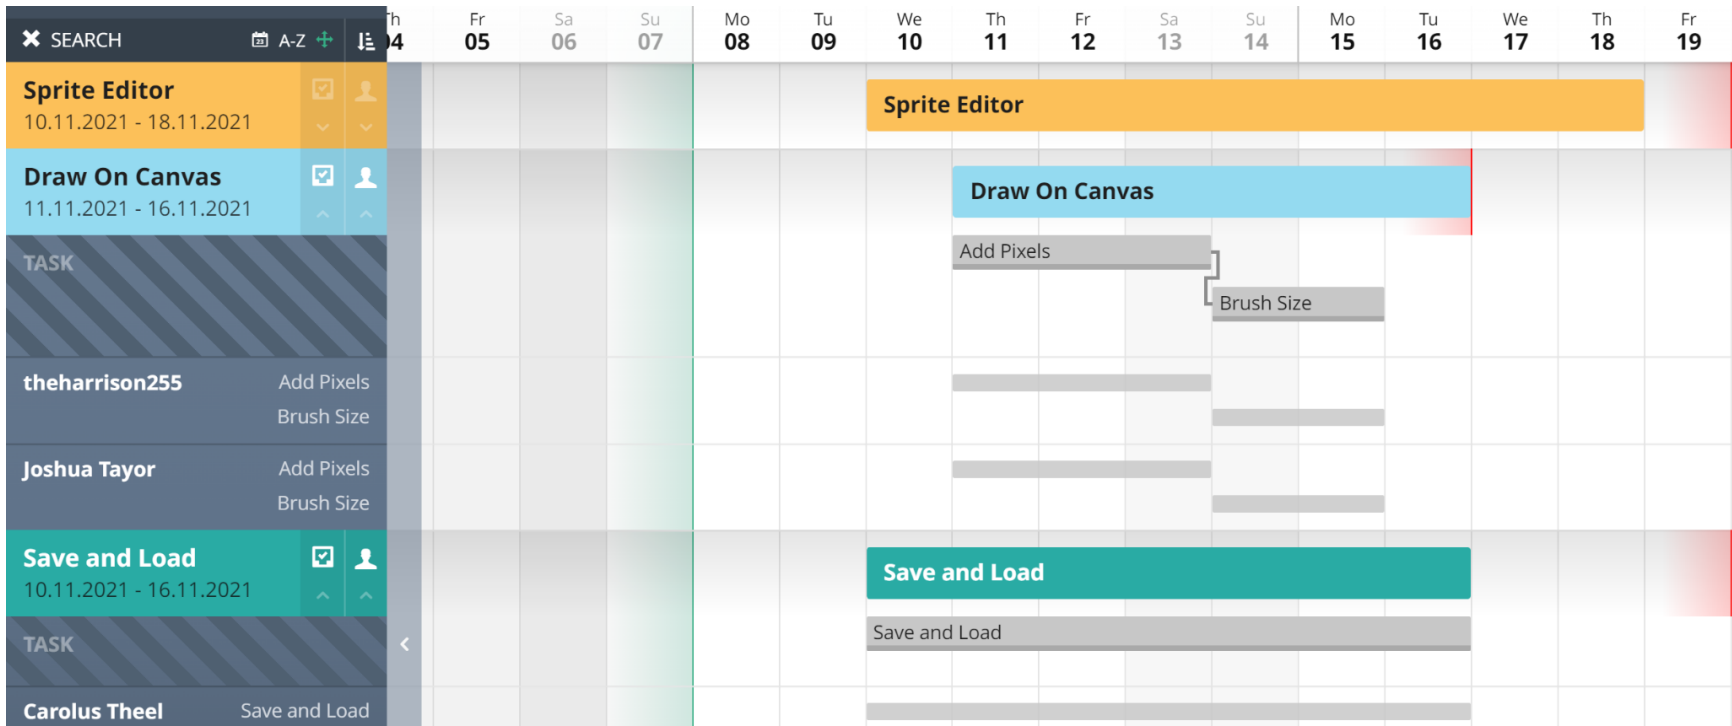 SEARCH A-Z
Th Fr Sa Su Mo Tu We Th Fr Sa Su Mo Tu We Th Fr
04 05 06 07 08 09 10 11 12 13 14 15 16 17 18 19
Sprite Editor
10.11.2021 - 18.11.2021
Sprite Editor
Draw On Canvas
11.11.2021 - 16.11.2021
Draw On Canvas
TASK
Add Pixels
Brush Size
theharrison255 Add Pixels
Brush Size
Joshua Tayor Add Pixels
Brush Size
Save and Load
10.11.2021 - 16.11.2021
Save and Load
TASK
Save and Load
Carolus Theel Save and Load